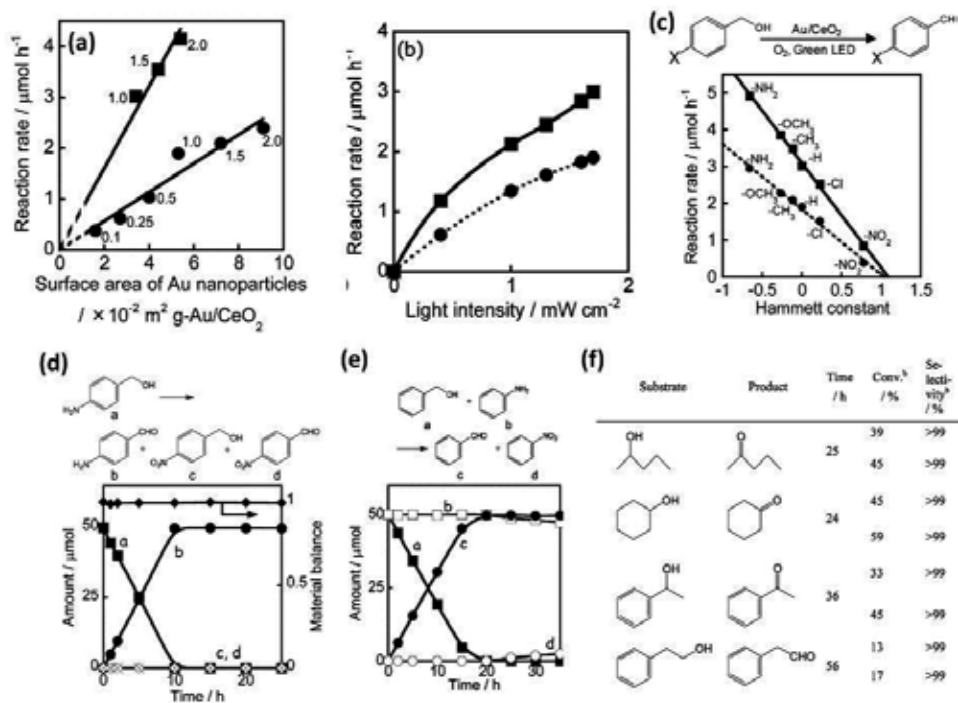 (a)
Reaction rate / μmol h⁻¹
4
3
2
1
0
2.0
1.5
1.0
1.0
2.0
1.5
0.5
0.25
0.1
0 2 4 6 8 10
Surface area of Au nanoparticles
/ × 10⁻² m² g-Au/CeO₂
(b)
Reaction rate / μmol h⁻¹
4
3
2
1
0
0 1 2
Light intensity / mW cm⁻²
(c)
OH
X
Au/CeO₂
O₂, Green LED
CH
X
Reaction rate / μmol h⁻¹
5
4
3
2
1
0
-NH₂
-OCH₃
-CH₃
-H
-Cl
-NO₂
-NH₂
-OCH₃
-H
-CH₃
-Cl
-NO₂
-1 -0.5 0 0.5 1 1.5
Hammett constant
(d)
OH
H₂N
a
CHO
H₂N
b
+
OH
O₂N
c
+
CHO
O₂N
d
Amount / μmol
50
25
0
a
b
c, d
1
0.5
0
Material balance
0 10 20
Time / h
(e)
OH
a
+
NH₂
b
CHO
c
+
NO₂
d
Amount / μmol
50
25
0
b
a
c
d
0 10 20 30
Time / h
(f)
Substrate Product Time / h Conv.ᵇ / % Selecti-vityᵇ / %
OH O 25 39 >99
45 >99
OH O 24 45 >99
59 >99
OH O 36 33 >99
45 >99
OH CHO 56 13 >99
17 >99